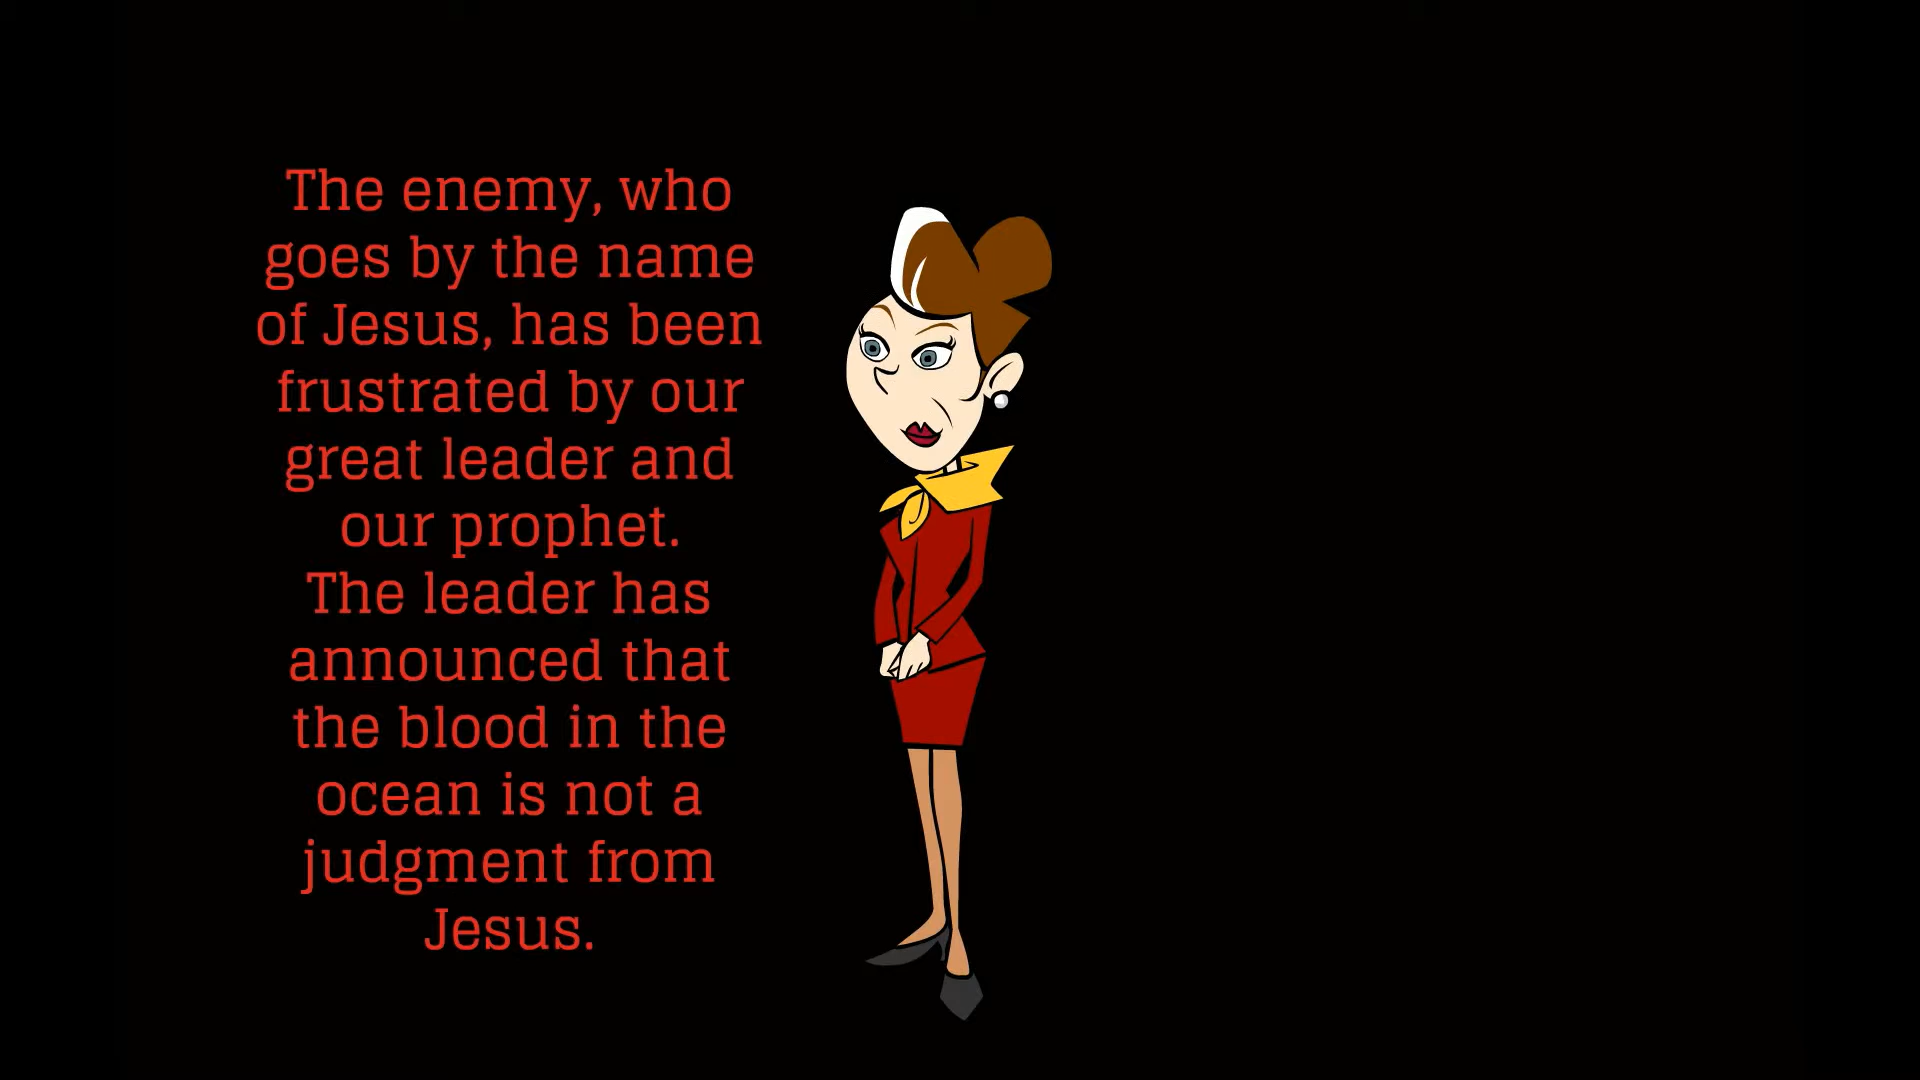 The enemy, who
goes by the name
of Jesus, has been
frustrated by our
great leader and
our prophet.
The leader has
announced that
the blood in the
ocean is not a
judgment from
Jesus.